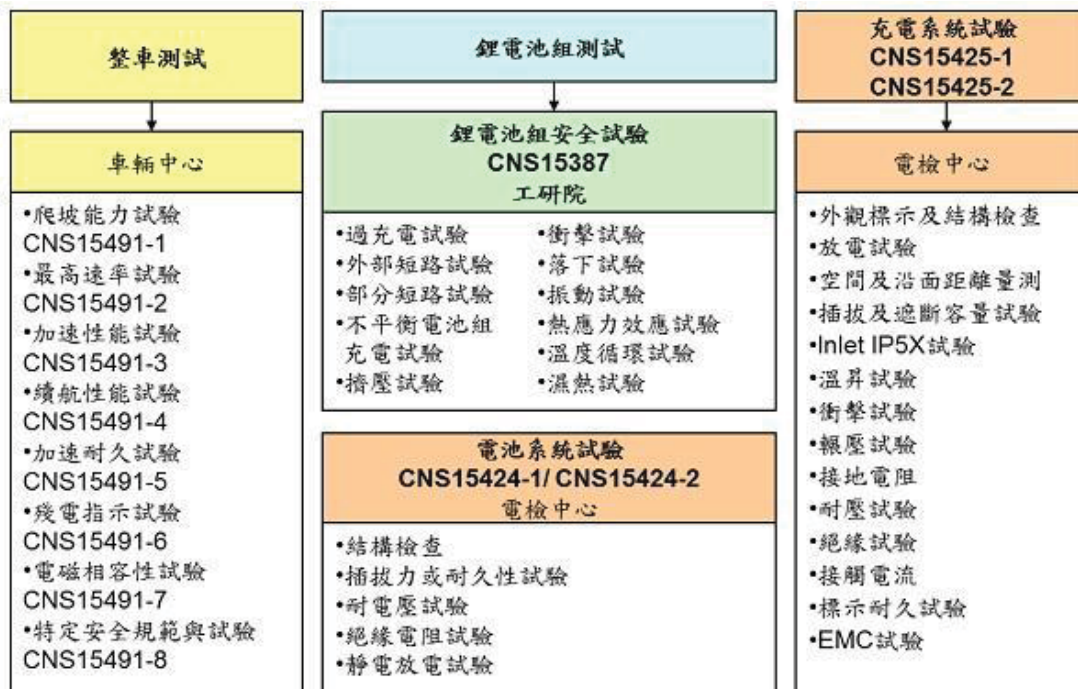 整車測試
車輛中心
•爬坡能力試驗
CNS15491-1
•最高速率試驗
CNS15491-2
•加速性能試驗
CNS15491-3
•續航性能試驗
CNS15491-4
•加速耐久試驗
CNS15491-5
•殘電指示試驗
CNS15491-6
•電磁相容性試驗
CNS15491-7
•特定安全規範與試驗
CNS15491-8
鋰電池組測試
鋰電池組安全試驗
CNS15387
工研院
•過充電試驗
•外部短路試驗
•部分短路試驗
•不平衡電池組
充電試驗
•擠壓試驗
•衝擊試驗
•落下試驗
•振動試驗
•熱應力效應試驗
•溫度循環試驗
•濕熱試驗
電池系統試驗
CNS15424-1/ CNS15424-2
電檢中心
•結構檢查
•插拔力或耐久性試驗
•耐電壓試驗
•絕緣電阻試驗
•靜電放電試驗
充電系統試驗
CNS15425-1
CNS15425-2
電檢中心
•外觀標示及結構檢查
•放電試驗
•空間及沿面距離量測
•插拔及遮斷容量試驗
•Inlet IP5X試驗
•溫昇試驗
•衝擊試驗
•輾壓試驗
•接地電阻
•耐壓試驗
•絕緣試驗
•接觸電流
•標示耐久試驗
•EMC試驗